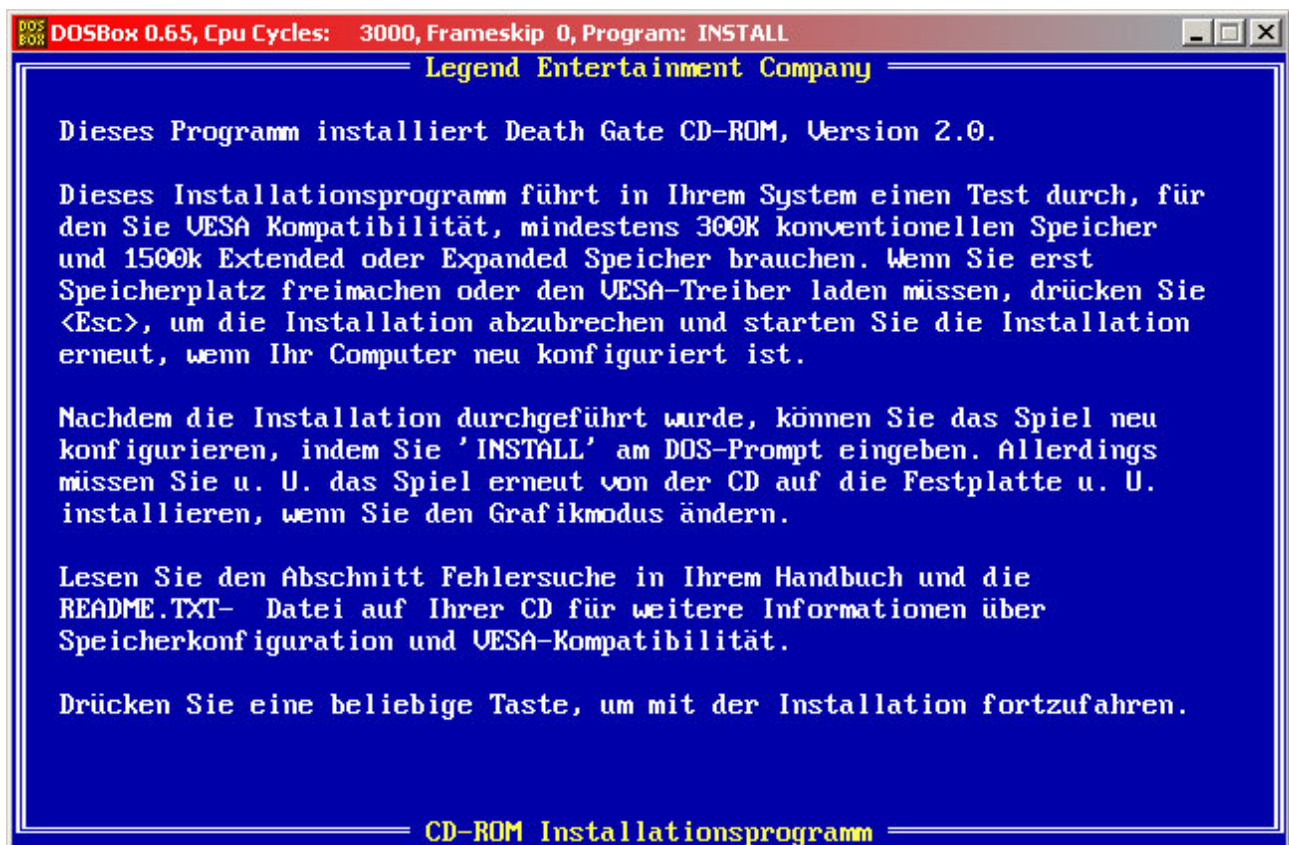 DOSBox 0.65, Cpu Cycles: 3000, Frameskip 0, Program: INSTALL
Legend Entertainment Company
Dieses Programm installiert Death Gate CD-ROM, Version 2.0.
Dieses Installationsprogramm führt in Ihrem System einen Test durch, für
den Sie VESA Kompatibilität, mindestens 300K konventionellen Speicher
und 1500k Extended oder Expanded Speicher brauchen. Wenn Sie erst
Speicherplatz freimachen oder den VESA-Treiber laden müssen, drücken Sie
<Esc>, um die Installation abzubrechen und starten Sie die Installation
erneut, wenn Ihr Computer neu konfiguriert ist.
Nachdem die Installation durchgeführt wurde, können Sie das Spiel neu
konfigurieren, indem Sie 'INSTALL' am DOS-Prompt eingeben. Allerdings
müssen Sie u. U. das Spiel erneut von der CD auf die Festplatte u. U.
installieren, wenn Sie den Grafikmodus ändern.
Lesen Sie den Abschnitt Fehlersuche in Ihrem Handbuch und die
README.TXT-  Datei auf Ihrer CD für weitere Informationen über
Speicherkonfiguration und VESA-Kompatibilität.
Drücken Sie eine beliebige Taste, um mit der Installation fortzufahren.
CD-ROM Installationsprogramm